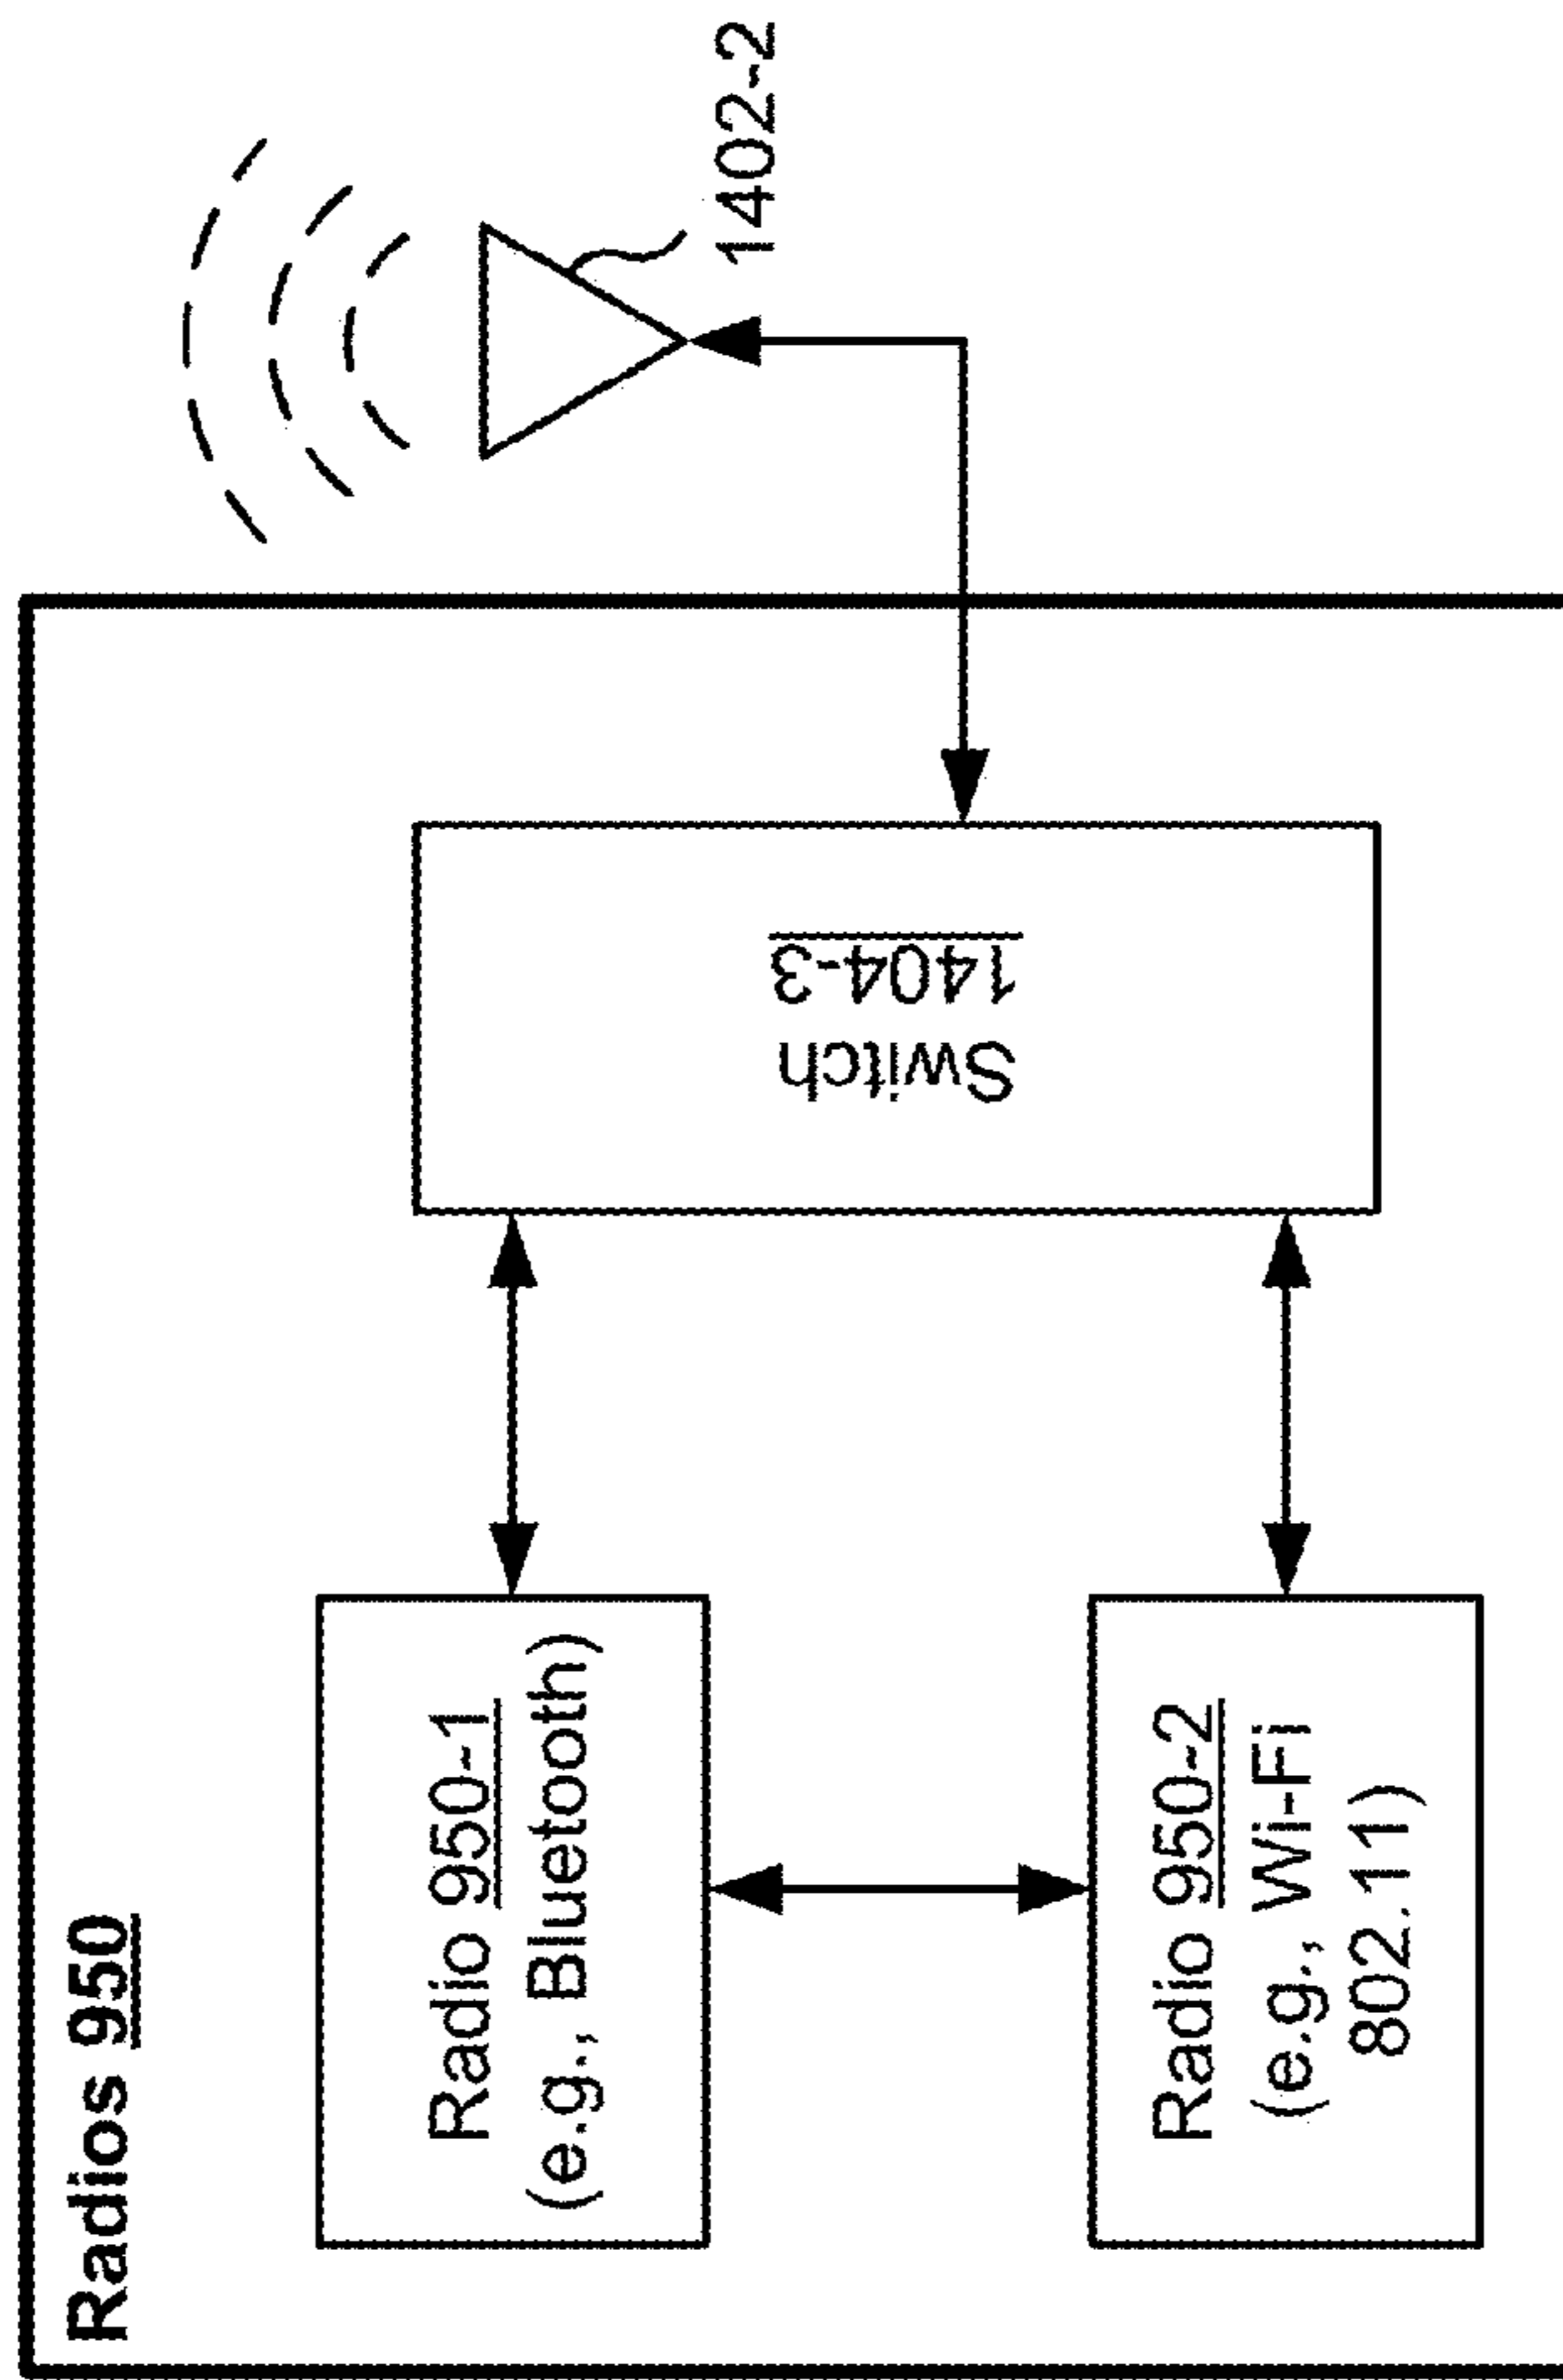 Radios 950
Radio 950-1
(e.g., Bluetooth)
Radio 950-2
(e.g., Wi-Fi
802.11)
Switch
1404-3
1402-2